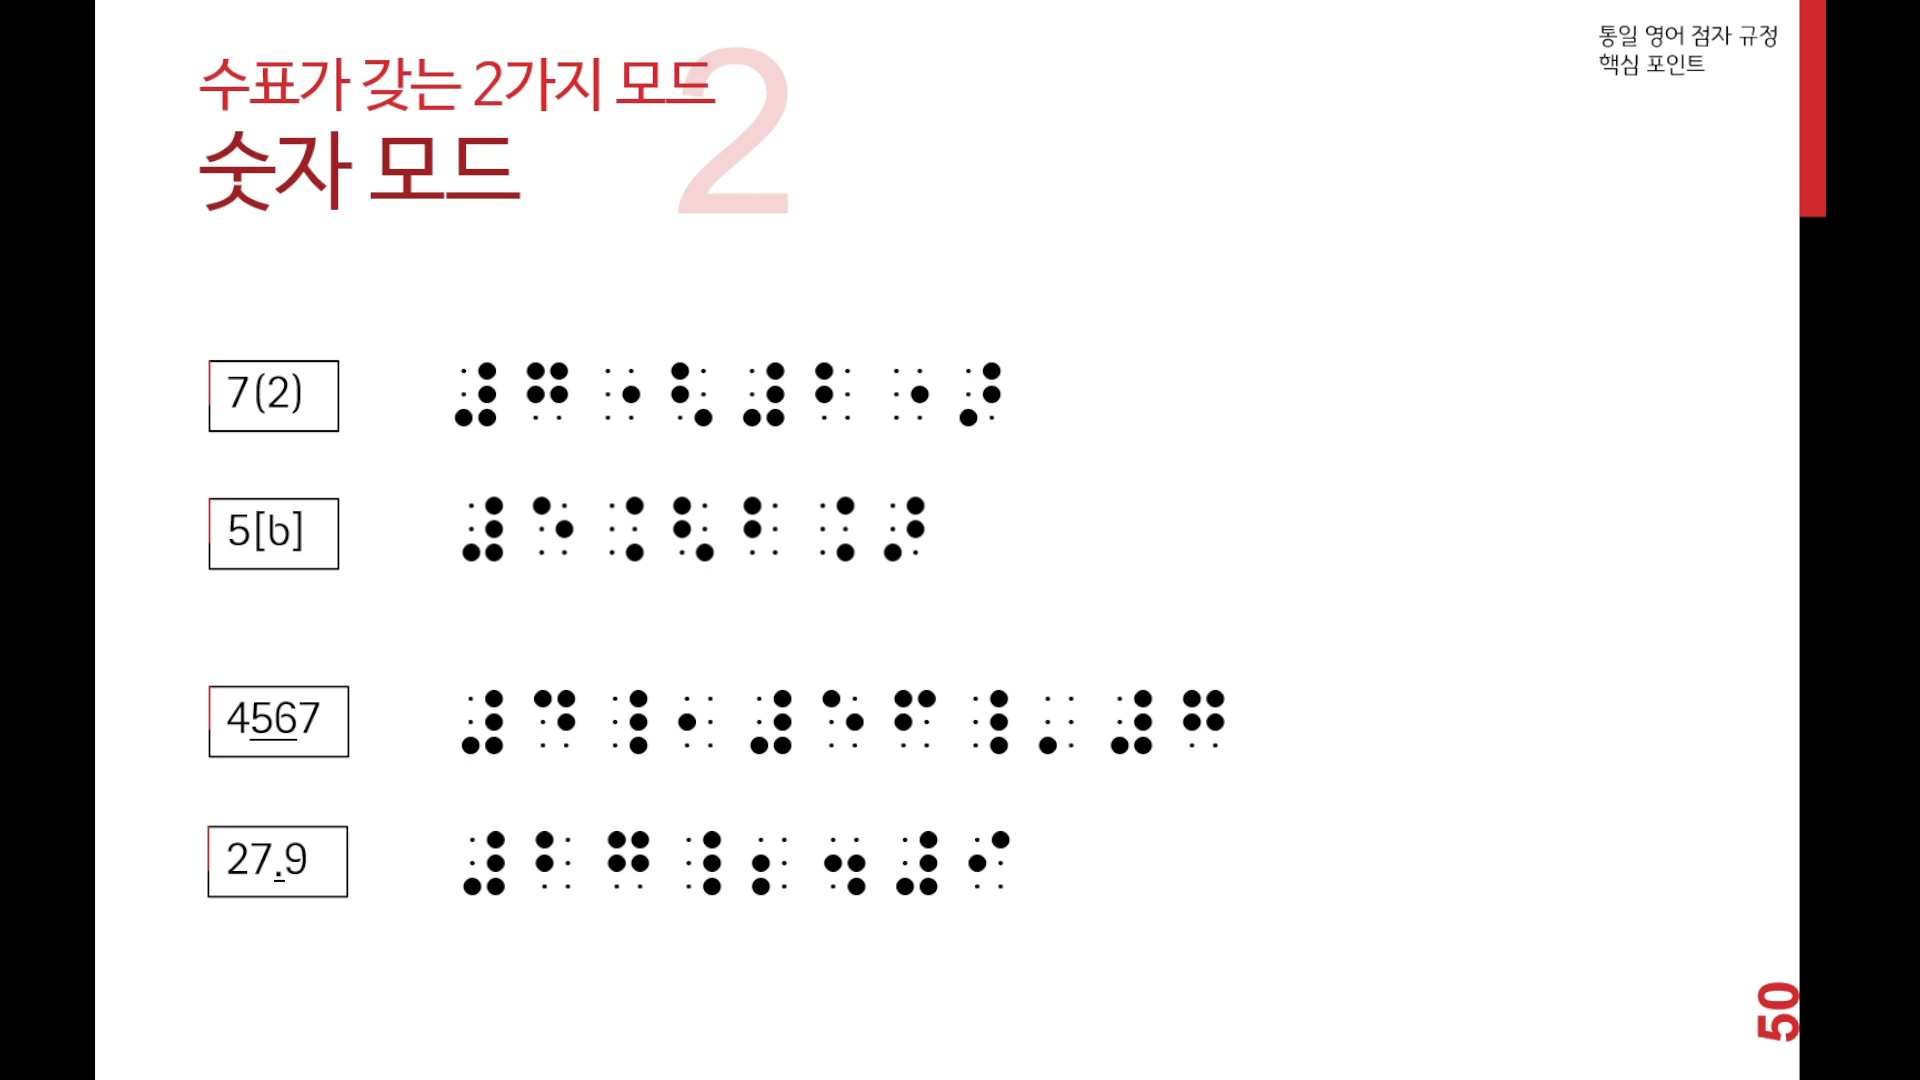 통일 영어 점자 규정
핵심 포인트
2
수표가 갖는 2가지 모드
숫자 모드
7(2) ⠼⠛⠐⠣⠼⠃⠐⠜
5[b] ⠼⠑⠨⠣⠃⠨⠜
4567 ⠼⠙⠸⠂⠼⠑⠋⠸⠄⠼⠛
27.9 ⠼⠃⠛⠸⠆⠲⠼⠊
50